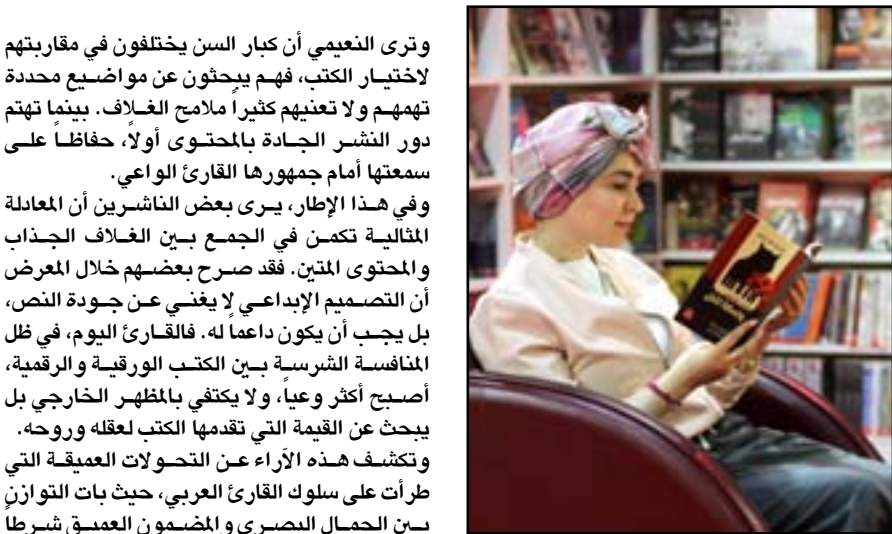 وترى النعيمي أن كبار السن يختلفون في مقاربتهم
لاختيار الكتب، فهم يبحثون عن مواضيع محددة
تهمهم ولا تعنيهم كثيراً ملامح الغلاف. بينما تهتم
دور النشر الجادة بالمحتوى أولاً، حفاظاً على
سمعتها أمام جمهورها القارئ الواعي.
وفي هذا الإطار، يرى بعض الناشرين أن المعادلة
المثالية تكمن في الجمع بين الغلاف الجذاب
والمحتوى المتين. فقد صرح بعضهم خلال المعرض
أن التصميم الإبداعي لا يغني عن جودة النص،
بل يجب أن يكون داعماً له. فالقارئ اليوم، في ظل
المنافسة الشرسة بين الكتب الورقية والرقمية،
أصبح أكثر وعياً، ولا يكتفي بالمظهر الخارجي بل
يبحث عن القيمة التي تقدمها الكتب لعقله وروحه.
وتكشف هذه الآراء عن التحولات العميقة التي
طرأت على سلوك القارئ العربي، حيث بات التوازن
بين الجمال البصري والمضمون العميق شرطاً